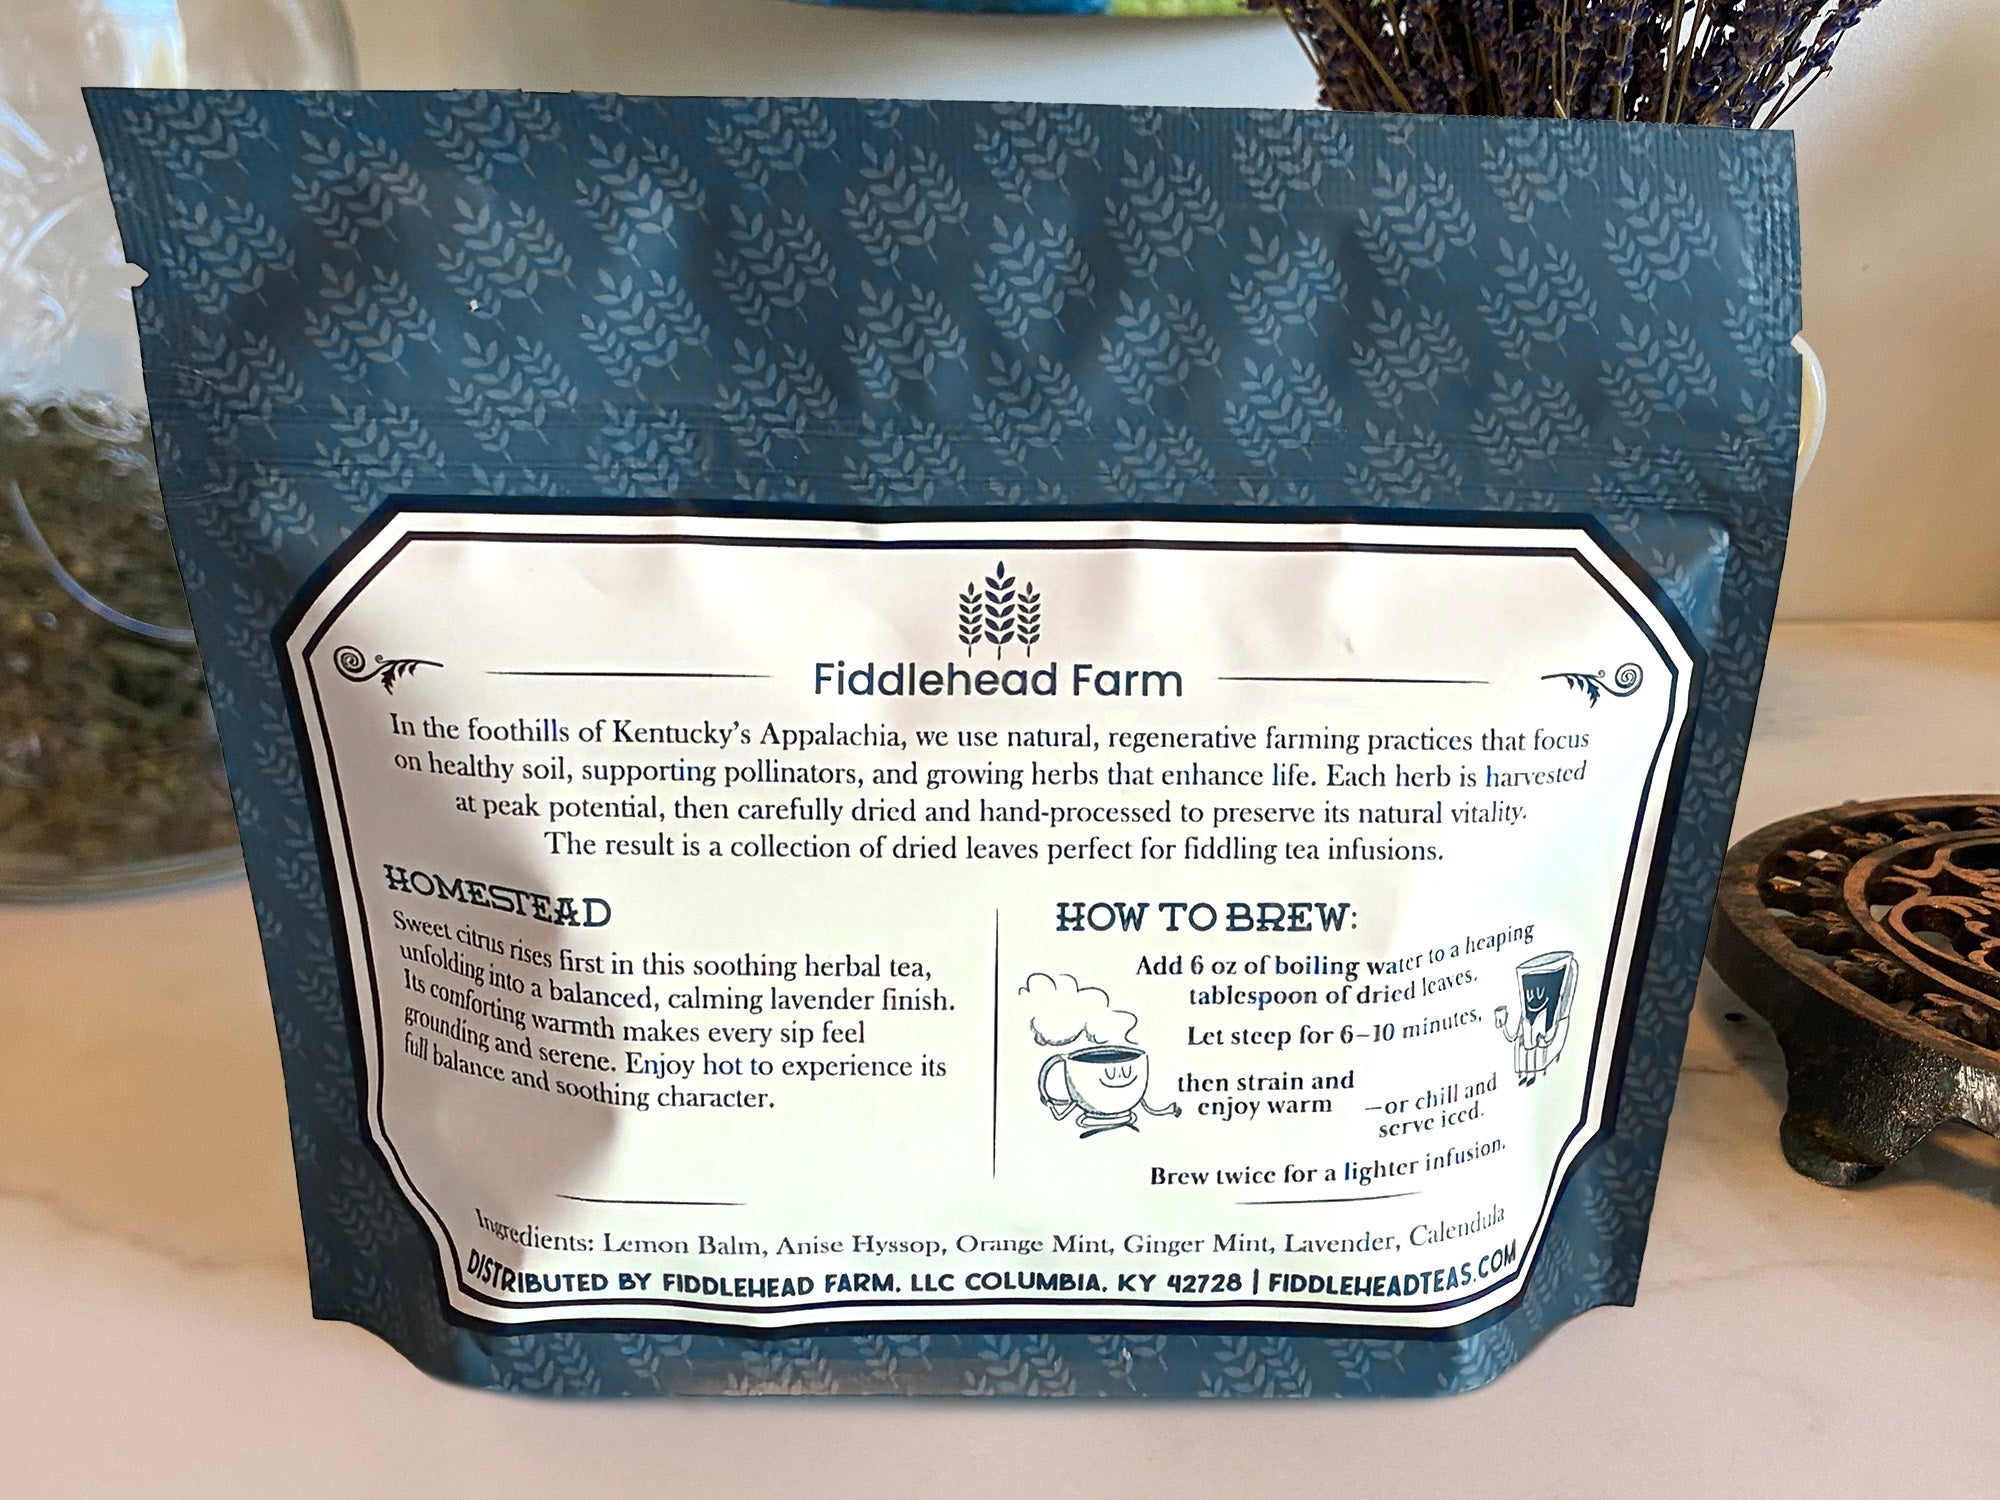 Fiddlehead Farm
In the foothills of Kentucky's Appalachia, we use natural, regenerative farming practices that focus
on healthy soil, supporting pollinators, and growing herbs that enhance life. Each herb is harvested
at peak potential, then carefully dried and hand-processed to preserve its natural vitality.
The result is a collection of dried leaves perfect for fiddling tea infusions.
HOMESTEAD
Sweet citrus rises first in this soothing herbal tea,
unfolding into a balanced, calming lavender finish.
Its comforting warmth makes every sip feel
grounding and serene. Enjoy hot to experience its
full balance and soothing character.
HOW TO BREW:
Add 6 oz of boiling water to a heaping
tablespoon of dried leaves.
Let steep for 6–10 minutes,
then strain and
enjoy warm
—or chill and
serve iced.
Brew twice for a lighter infusion.
Ingredients: Lemon Balm, Anise Hyssop, Orange Mint, Ginger Mint, Lavender, Calendula
DISTRIBUTED BY FIDDLEHEAD FARM, LLC COLUMBIA, KY 42728 | FIDDLEHEADTEAS.COM